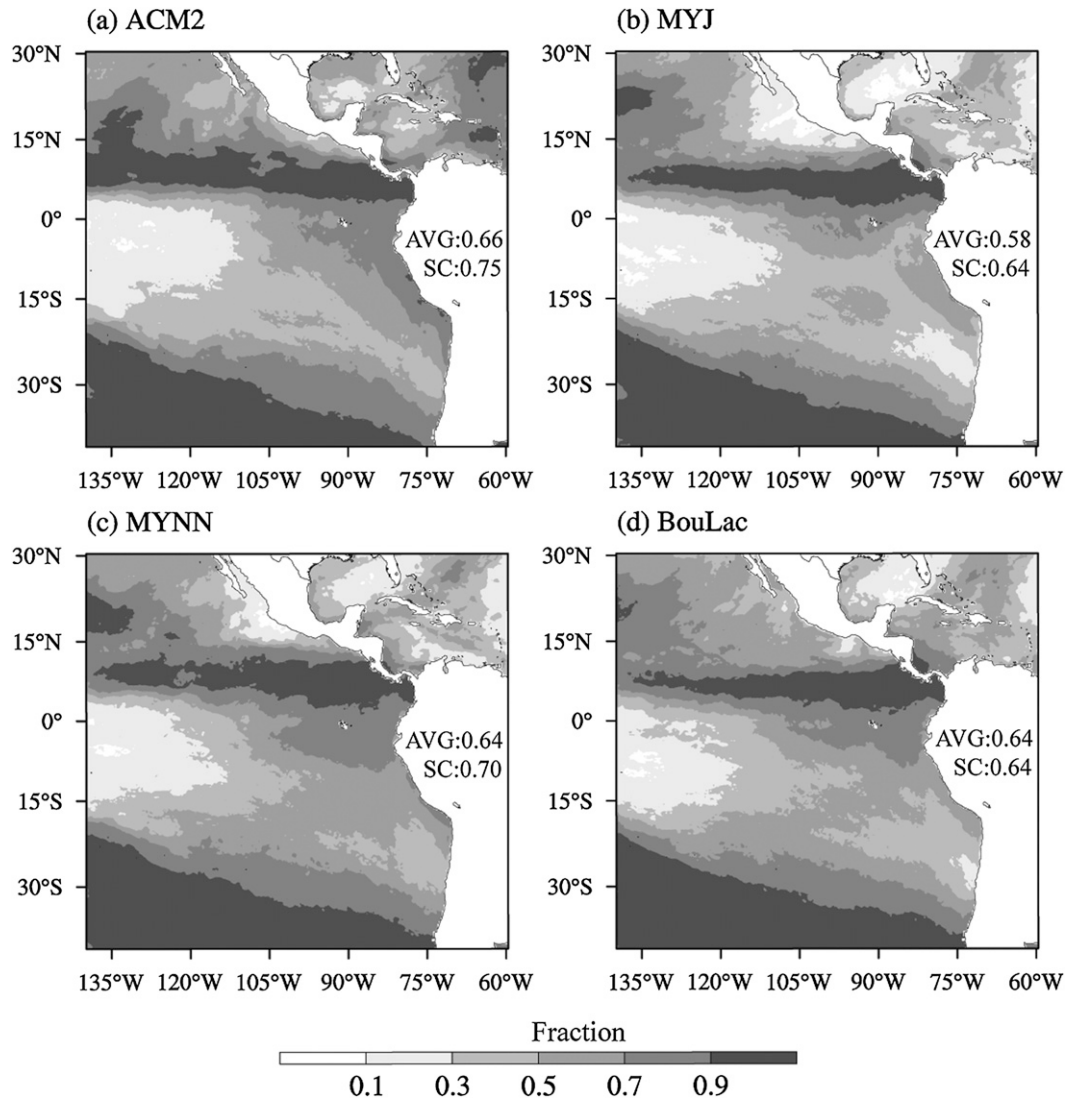 (a) ACM2
(b) MYJ
30°N
15°N
0°
15°S
30°S
AVG:0.66
SC:0.75
135°W 120°W 105°W 90°W 75°W 60°W
30°N
15°N
0°
15°S
30°S
AVG:0.58
SC:0.64
135°W 120°W 105°W 90°W 75°W 60°W
(c) MYNN
(d) BouLac
30°N
15°N
0°
15°S
30°S
AVG:0.64
SC:0.70
135°W 120°W 105°W 90°W 75°W 60°W
30°N
15°N
0°
15°S
30°S
AVG:0.64
SC:0.64
135°W 120°W 105°W 90°W 75°W 60°W
Fraction
0.1 0.3 0.5 0.7 0.9